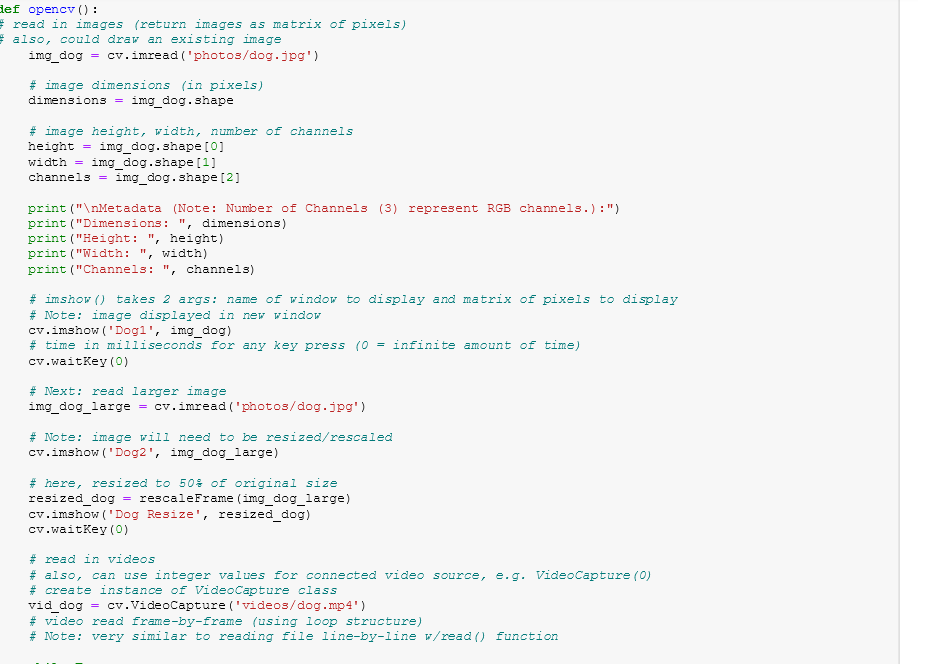 def opencv():
# read in images (return images as matrix of pixels)
# also, could draw an existing image
    img_dog = cv.imread('photos/dog.jpg')

    # image dimensions (in pixels)
    dimensions = img_dog.shape

    # image height, width, number of channels
    height = img_dog.shape[0]
    width = img_dog.shape[1]
    channels = img_dog.shape[2]

    print("\nMetadata (Note: Number of Channels (3) represent RGB channels.):")
    print("Dimensions: ", dimensions)
    print("Height: ", height)
    print("Width: ", width)
    print("Channels: ", channels)

    # imshow() takes 2 args: name of window to display and matrix of pixels to display
    # Note: image displayed in new window
    cv.imshow('Dog1', img_dog)
    # time in milliseconds for any key press (0 = infinite amount of time)
    cv.waitKey(0)

    # Next: read larger image
    img_dog_large = cv.imread('photos/dog.jpg')

    # Note: image will need to be resized/rescaled
    cv.imshow('Dog2', img_dog_large)

    # here, resized to 50% of original size
    resized_dog = rescaleFrame(img_dog_large)
    cv.imshow('Dog Resize', resized_dog)
    cv.waitKey(0)

    # read in videos
    # also, can use integer values for connected video source, e.g. VideoCapture(0)
    # create instance of VideoCapture class
    vid_dog = cv.VideoCapture('videos/dog.mp4')
    # video read frame-by-frame (using loop structure)
    # Note: very similar to reading file line-by-line w/read() function